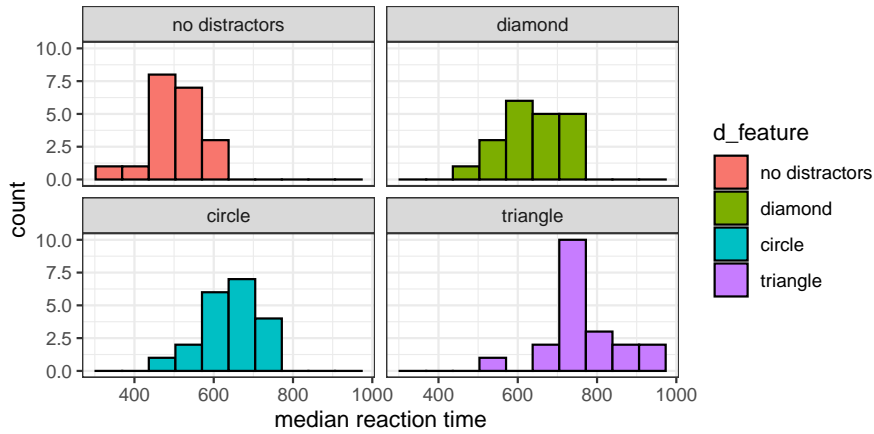 no distractors
diamond
10.0
7.5
5.0
2.5
0.0
circle
triangle
10.0
7.5
5.0
2.5
0.0
400
600
800
1000
400
600
800
1000
count
median reaction time
d_feature
no distractors
diamond
circle
triangle